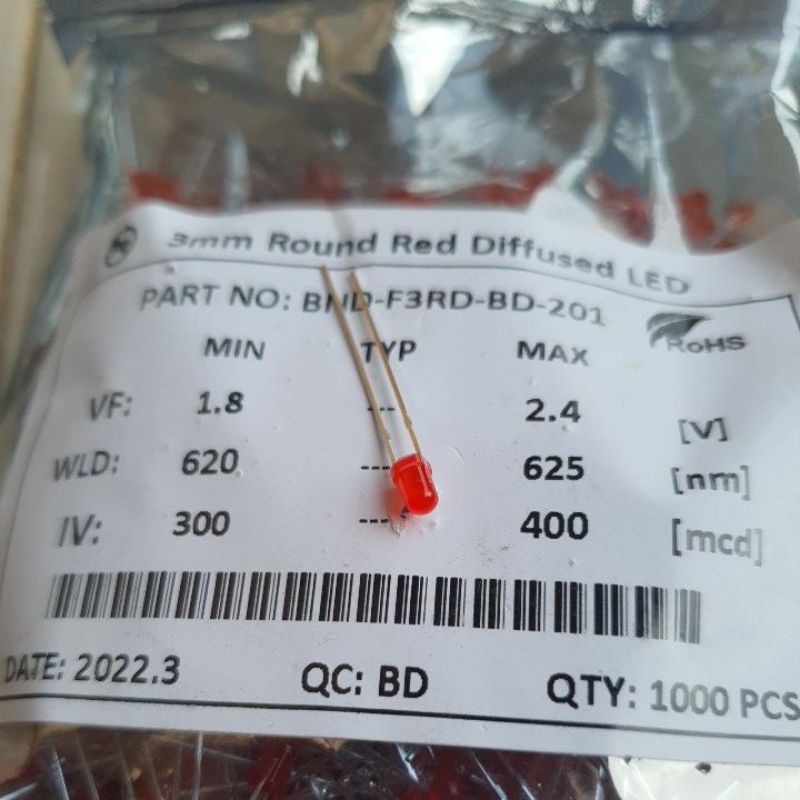 3mm Round Red Diffused LED
PART NO: BND-F3RD-BD-201
RoHS
MIN TYP MAX
VF: 1.8 --- 2.4 [V]
WLD: 620 --- 625 [nm]
IV: 300 --- 400 [mcd]
DATE: 2022.3 QC: BD QTY: 1000 PCS